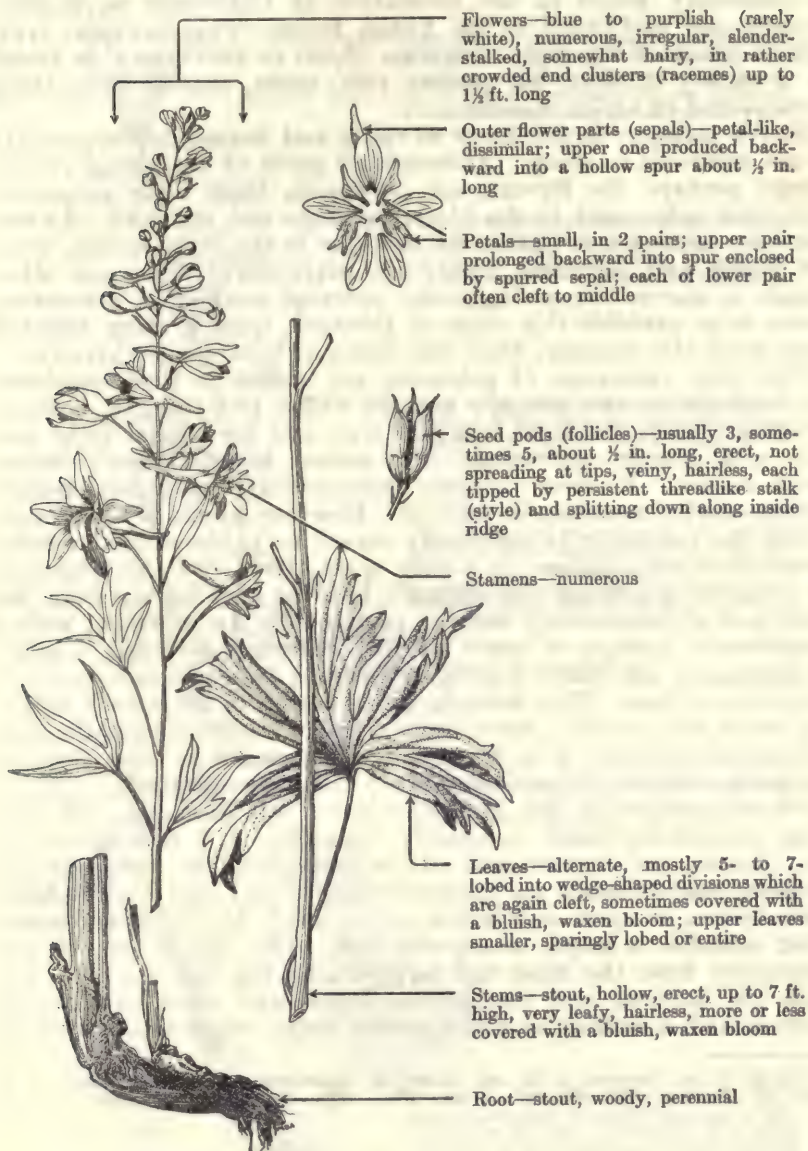 Flowers—blue to purplish (rarely
white), numerous, irregular, slender-
stalked, somewhat hairy, in rather
crowded end clusters (racemes) up to
1½ ft. long
Outer flower parts (sepals)—petal-like,
dissimilar; upper one produced back-
ward into a hollow spur about ½ in.
long
Petals—small, in 2 pairs; upper pair
prolonged backward into spur enclosed
by spurred sepal; each of lower pair
often cleft to middle
Seed pods (follicles)—usually 3, some-
times 5, about ½ in. long, erect, not
spreading at tips, veiny, hairless, each
tipped by persistent threadlike stalk
(style) and splitting down along inside
ridge
Stamens—numerous
Leaves—alternate, mostly 5- to 7-
lobed into wedge-shaped divisions which
are again cleft, sometimes covered with
a bluish, waxen bloom; upper leaves
smaller, sparingly lobed or entire
Stems—stout, hollow, erect, up to 7 ft.
high, very leafy, hairless, more or less
covered with a bluish, waxen bloom
Root—stout, woody, perennial